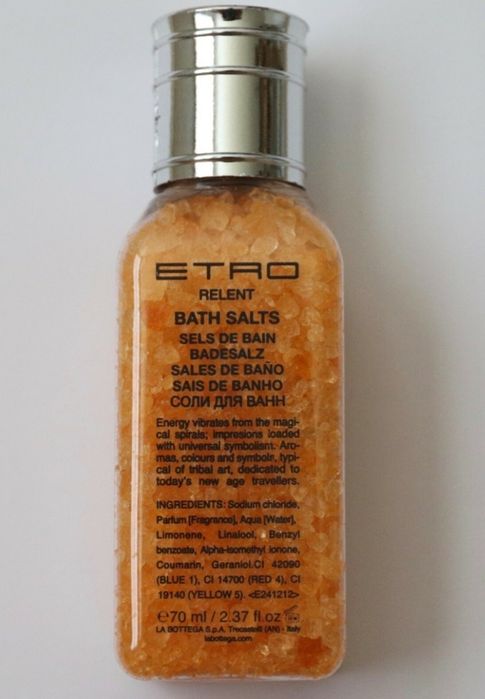 ETRO
RELENT
BATH SALTS
SELS DE BAIN
BADESALZ
SALES DE BAÑO
SAIS DE BANHO
СОЛИ ДЛЯ ВАНН
Energy vibrates from the magi-
cal spirals; impresions loaded
with universal symbolism. Aro-
mas, colours and symbols, typi-
cal of tribal art, dedicated to
today's new age travellers.
INGREDIENTS: Sodium chloride,
Parfum [Fragrance], Aqua [Water],
Limonene, Linalool, Benzyl
benzoate, Alpha-isomethyl ionone,
Coumarin, Geraniol.CI 42090
(BLUE 1), CI 14700 (RED 4), CI
19140 (YELLOW 5). <E241212>
℮70 ml / 2.37 fl.oz
LA BOTTEGA S.p.A. Trecastelli (AN) - Italy
labottega.com